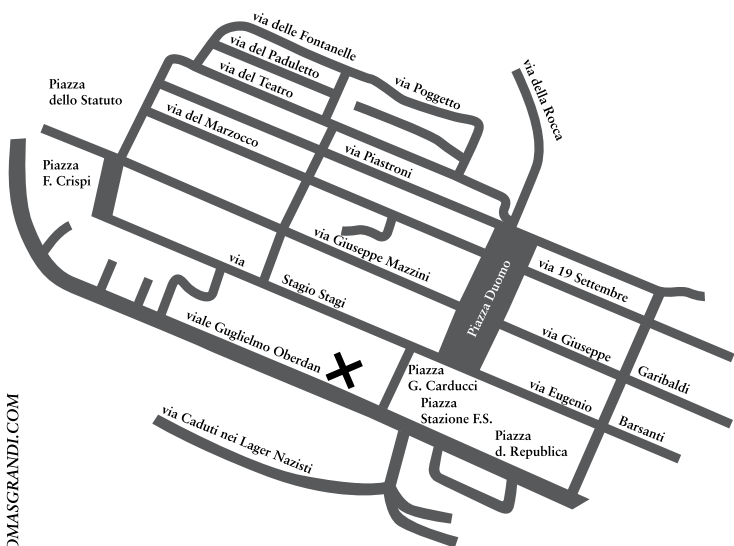 via delle Fontanelle
via del Paduletto
via Poggetto
via della Rocca
via del Teatro
Piazza
dello Statuto
via del Marzocco
via Piastroni
Piazza
F. Crispi
via Giuseppe Mazzini
via 19 Settembre
Piazza Duomo
via Stagio Stagi
viale Guglielmo Oberdan
via Giuseppe Garibaldi
Piazza
G. Carducci
via Eugenio Barsanti
Piazza
Stazione F.S.
Piazza
d. Republica
via Caduti nei Lager Nazisti
OMASGRANDI.COM